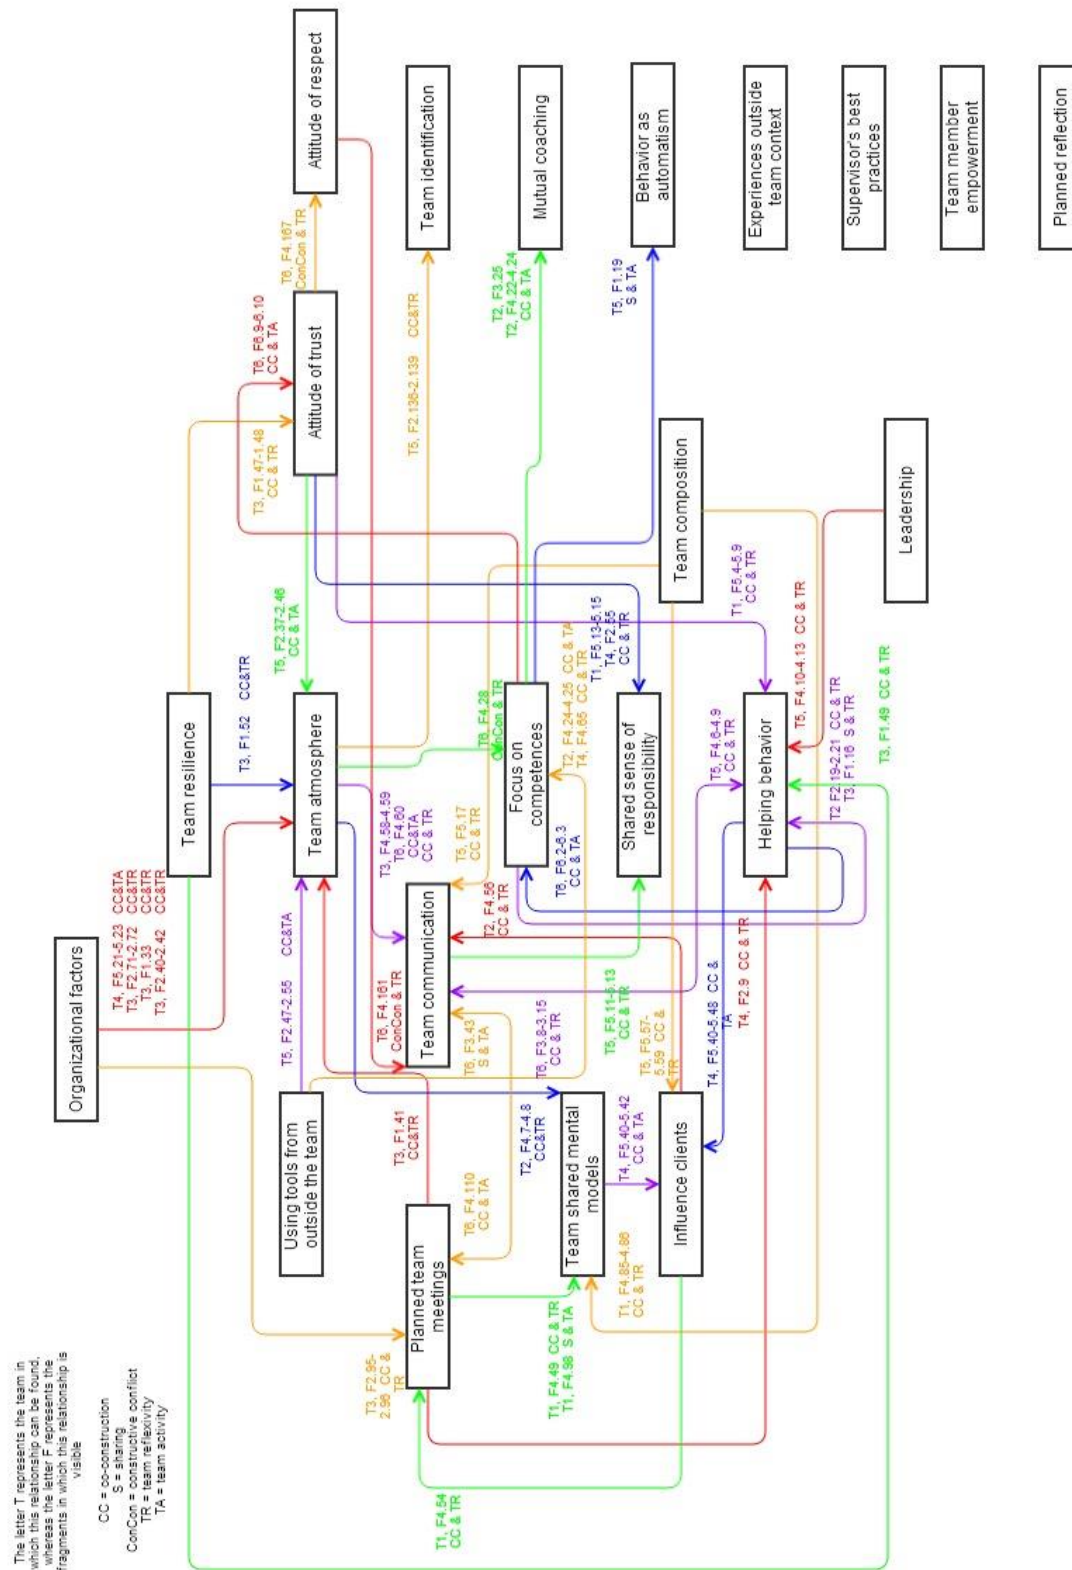 The letter T represents the team in
which this relationship can be found,
whereas the letter F represents the
fragments in which this relationship is
visible
CC = co-construction
S = sharing
ConCon = constructive conflict
TR = team reflexivity
TA = team activity
Organizational factors
T4, F5.21-5.23 CC&TA
T3, F2.71-2.72 CC&TR
T3, F1.33 CC&TR
T3, F2.40-2.42 CC&TR
Team resilience
T3, F1.52 CC&TR
T3, F1.47-1.48
CC & TR
T6, F6.9-6.10
CC & TA
T6, F4.167
ConCon & TR
Using tools from
outside the team
T5, F2.47-2.55 CC&TA
Team atmosphere
T5, F2.37-2.46
CC & TA
Attitude of trust
Attitude of respect
T3, F2.95-
2.96 CC &
TR
Planned team
meetings
T3, F1.41
CC&TR
T6, F4.161
ConCon & TR
Team communication
T3, F4.58-4.59
T6, F4.60
CC&TA
CC & TR
T5, F2.136-2.139 CC&TR
Team identification
T1, F4.54
CC & TR
T6, F4.110
CC & TA
T6, F3.43
S & TA
T5, F5.17
CC & TR
T2, F4.56
CC & TR
T6, F4.28
ConCon & TR
Focus on
competences
T2, F3.25
T2, F4.22-4.24
CC & TA
Mutual coaching
T2, F4.7-4.8
CC&TR
T6, F3.8-3.15
CC & TR
T6, F6.2-6.3
CC & TA
T2, F4.24-4.25 CC & TA
T4, F4.65 CC & TR
T1, F4.49 CC & TR
T1, F4.98 S & TA
Team shared mental
models
T5, F5.11-5.13
CC & TR
Shared sense of
responsibility
T1, F5.13-5.15
T4, F2.55
CC & TR
T5, F1.19
S & TA
Behavior as
automatism
T1, F4.85-4.86
CC & TR
T4, F5.40-5.42
CC & TA
T5, F5.57-
5.59 CC &
TR
Influence clients
Team composition
T4, F5.40-5.48 CC &
TA
T4, F2.9 CC & TR
T5, F4.6-4.9
CC & TR
Helping behavior
T1, F5.4-5.9
CC & TR
T5, F4.10-4.13 CC & TR
T2 F2.19-2.21 CC & TR
T3, F1.16 S & TR
T3, F1.49 CC & TR
Leadership
Experiences outside
team context
Supervisor's best
practices
Team member
empowerment
Planned reflection